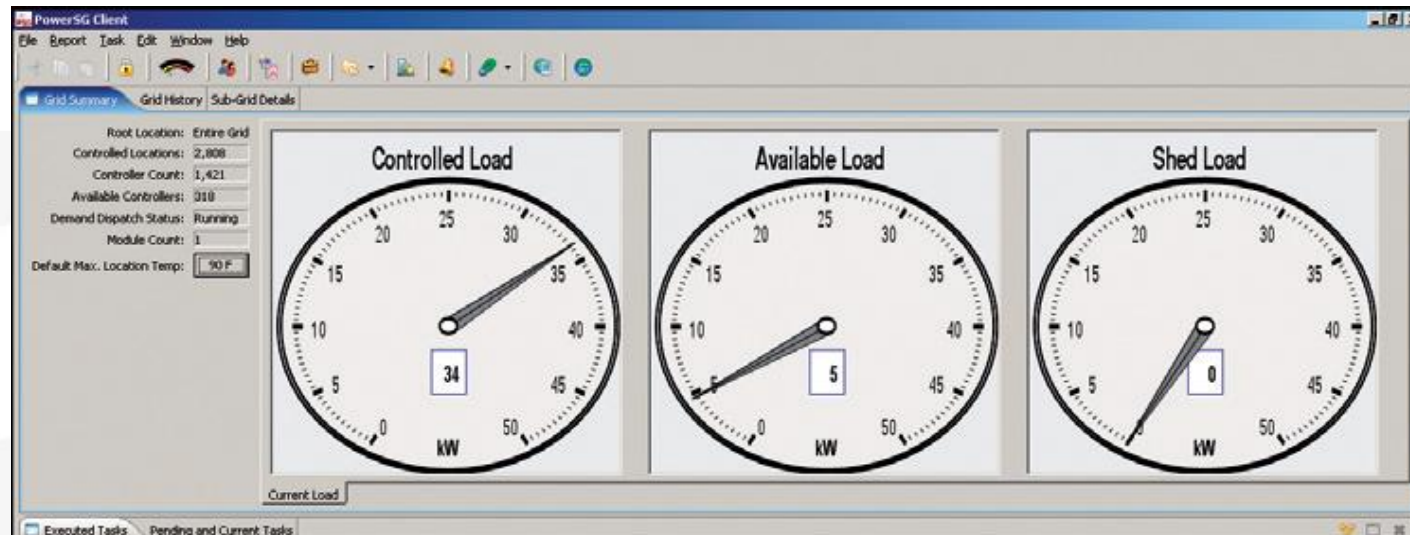 PowerSG Client
File Report Task Edit Window Help
Grid Summary Grid History Sub-Grid Details
Root Location: Entire Grid
Controlled Locations: 2,808
Controller Count: 1,421
Available Controllers: 318
Demand Dispatch Status: Running
Module Count: 1
Default Max. Location Temp: 90 F
Controlled Load
0 5 10 15 20 25 30 35 40 45 50
34
kW
Available Load
0 5 10 15 20 25 30 35 40 45 50
5
kW
Shed Load
0 5 10 15 20 25 30 35 40 45 50
0
kW
Current Load
Executed Tasks Pending and Current Tasks